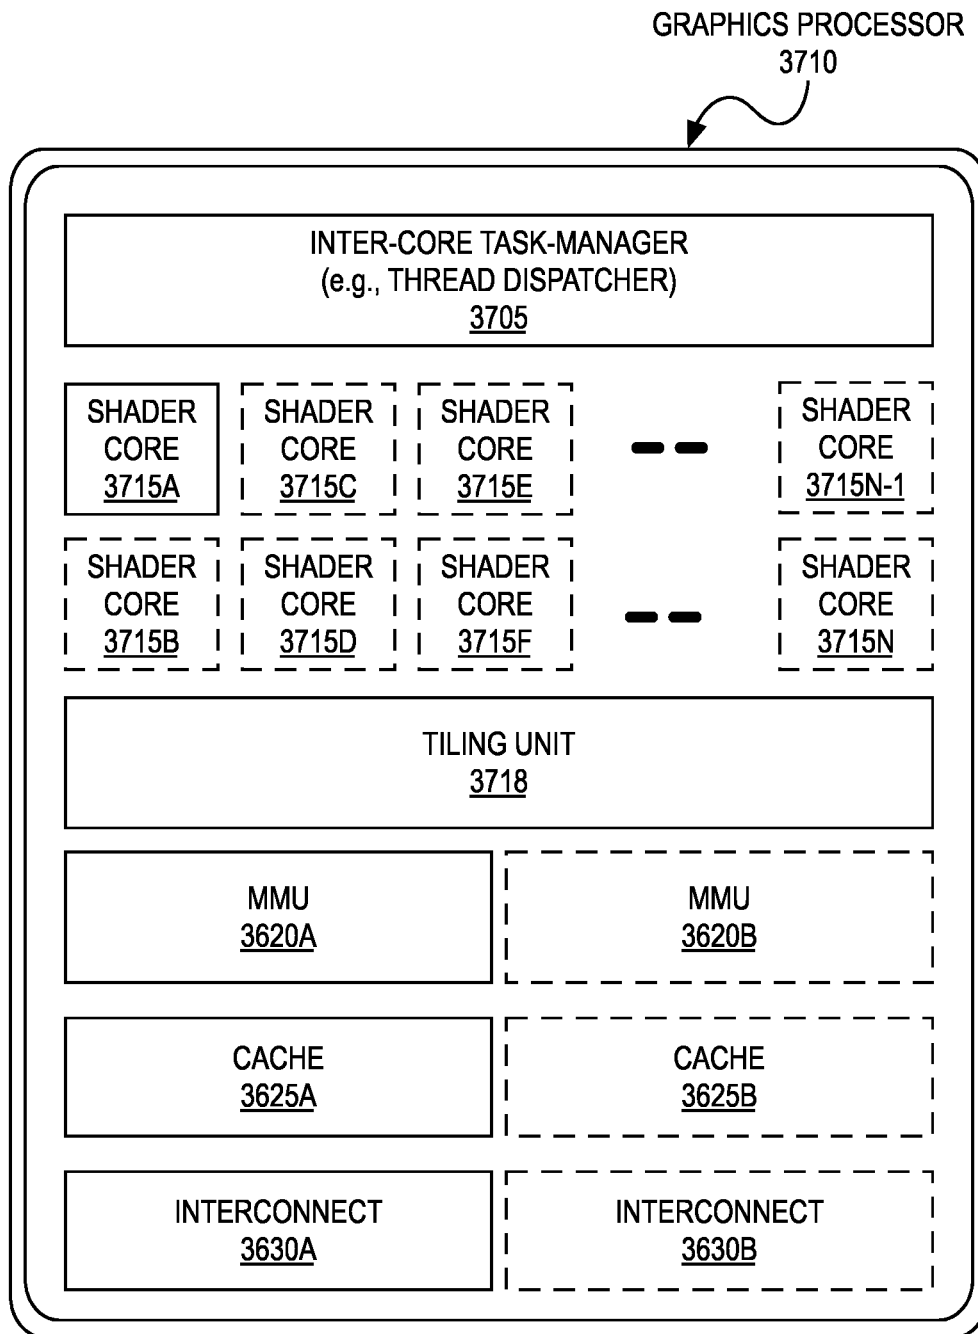 GRAPHICS PROCESSOR
3710
INTER-CORE TASK-MANAGER
(e.g., THREAD DISPATCHER)
3705
SHADER
CORE
3715A
SHADER
CORE
3715C
SHADER
CORE
3715E
SHADER
CORE
3715N-1
SHADER
CORE
3715B
SHADER
CORE
3715D
SHADER
CORE
3715F
SHADER
CORE
3715N
TILING UNIT
3718
MMU
3620A
MMU
3620B
CACHE
3625A
CACHE
3625B
INTERCONNECT
3630A
INTERCONNECT
3630B